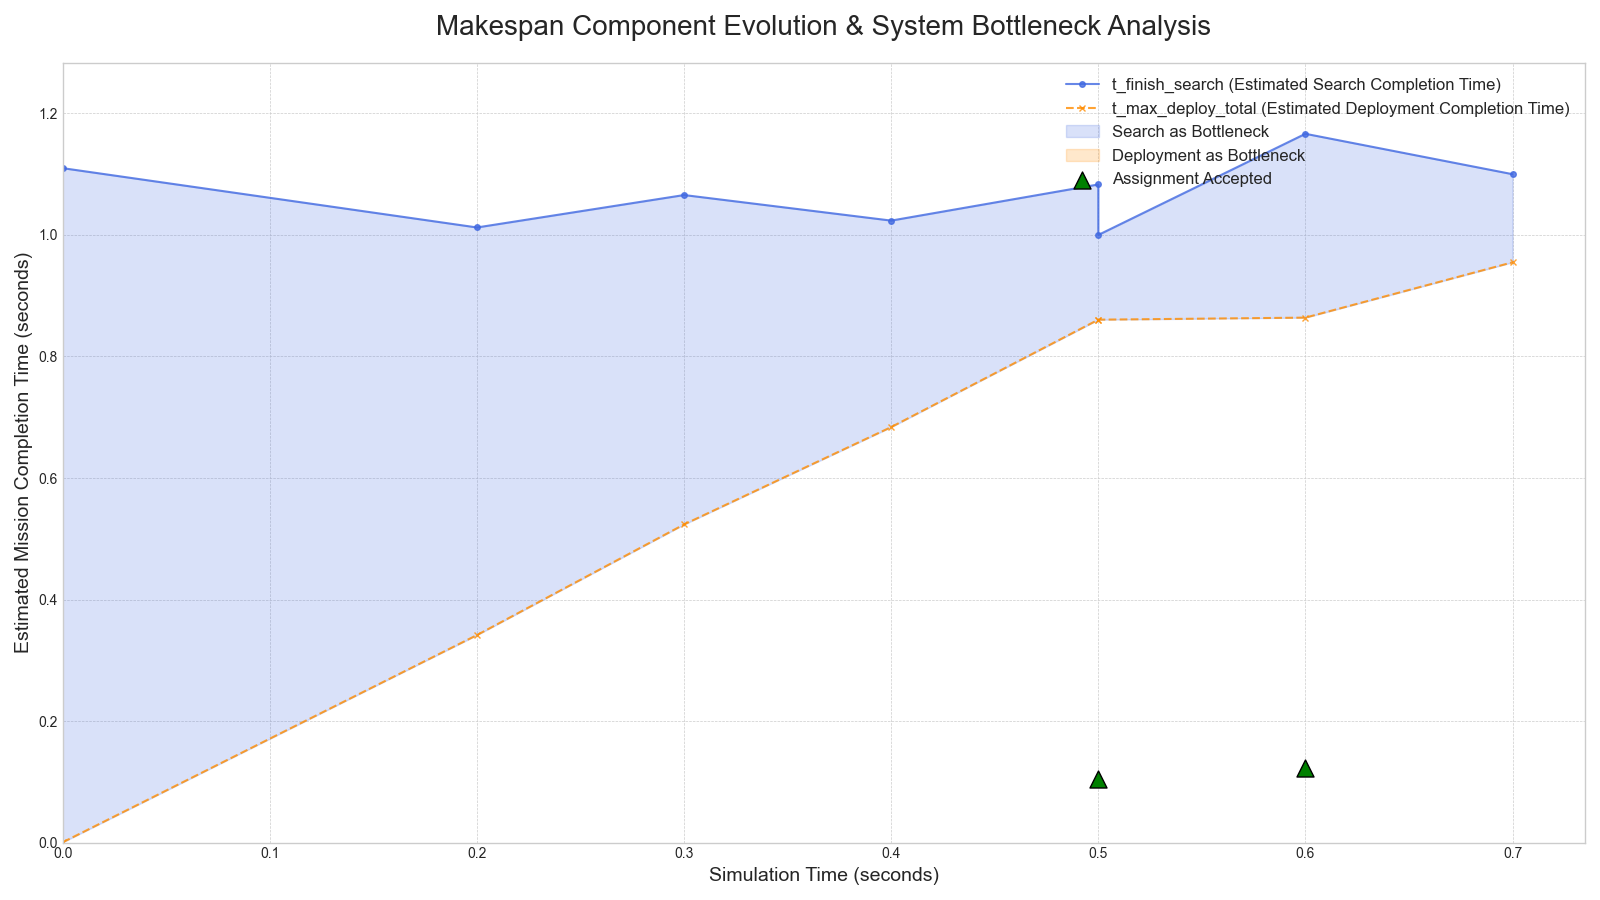 Makespan Component Evolution & System Bottleneck Analysis
t_finish_search (Estimated Search Completion Time)
t_max_deploy_total (Estimated Deployment Completion Time)
Search as Bottleneck
Deployment as Bottleneck
Assignment Accepted
Estimated Mission Completion Time (seconds)
1.2
1.0
0.8
0.6
0.4
0.2
0.0
0.0 0.1 0.2 0.3 0.4 0.5 0.6 0.7
Simulation Time (seconds)